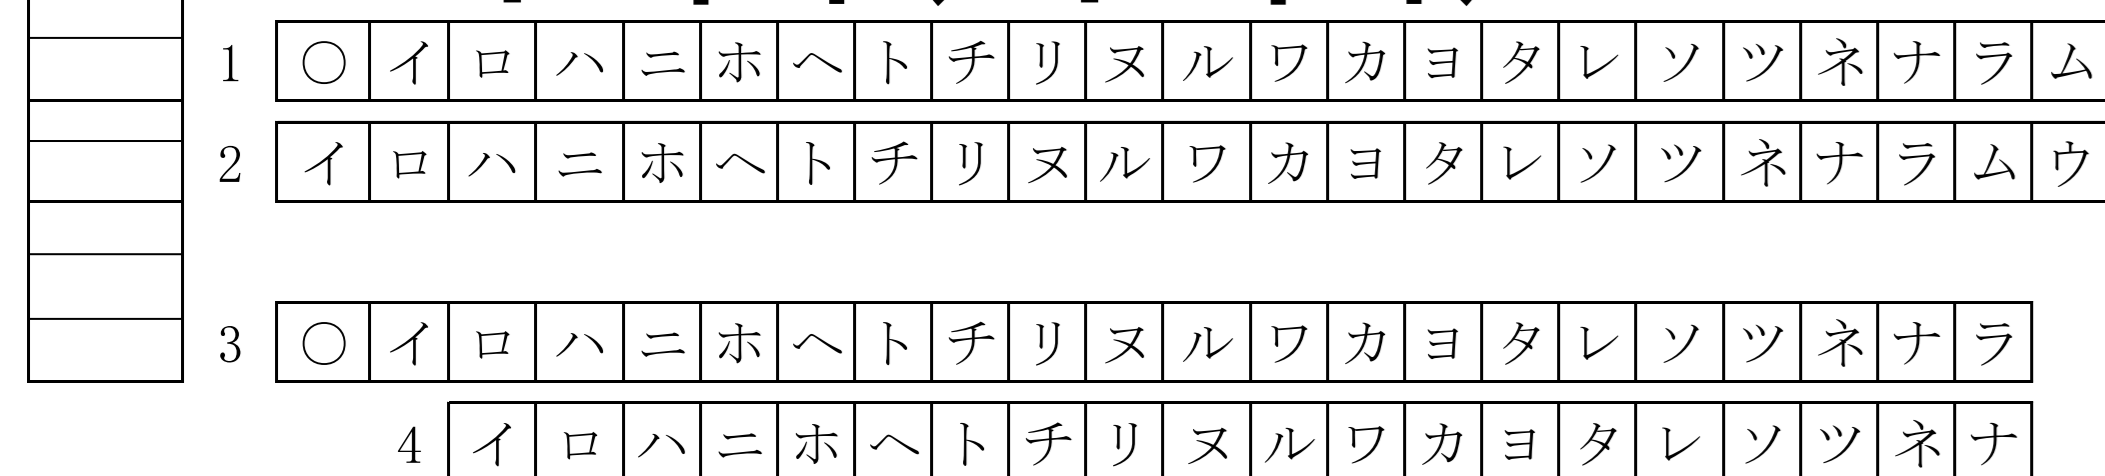 1 ○ イ ロ ハ ニ ホ ヘ ト チ リ ヌ ル ワ カ ヨ タ レ ソ ツ ネ ナ ラ ム
2 イ ロ ハ ニ ホ ヘ ト チ リ ヌ ル ワ カ ヨ タ レ ソ ツ ネ ナ ラ ム ウ
3 ○ イ ロ ハ ニ ホ ヘ ト チ リ ヌ ル ワ カ ヨ タ レ ソ ツ ネ ナ ラ
4 イ ロ ハ ニ ホ ヘ ト チ リ ヌ ル ワ カ ヨ タ レ ソ ツ ネ ナ